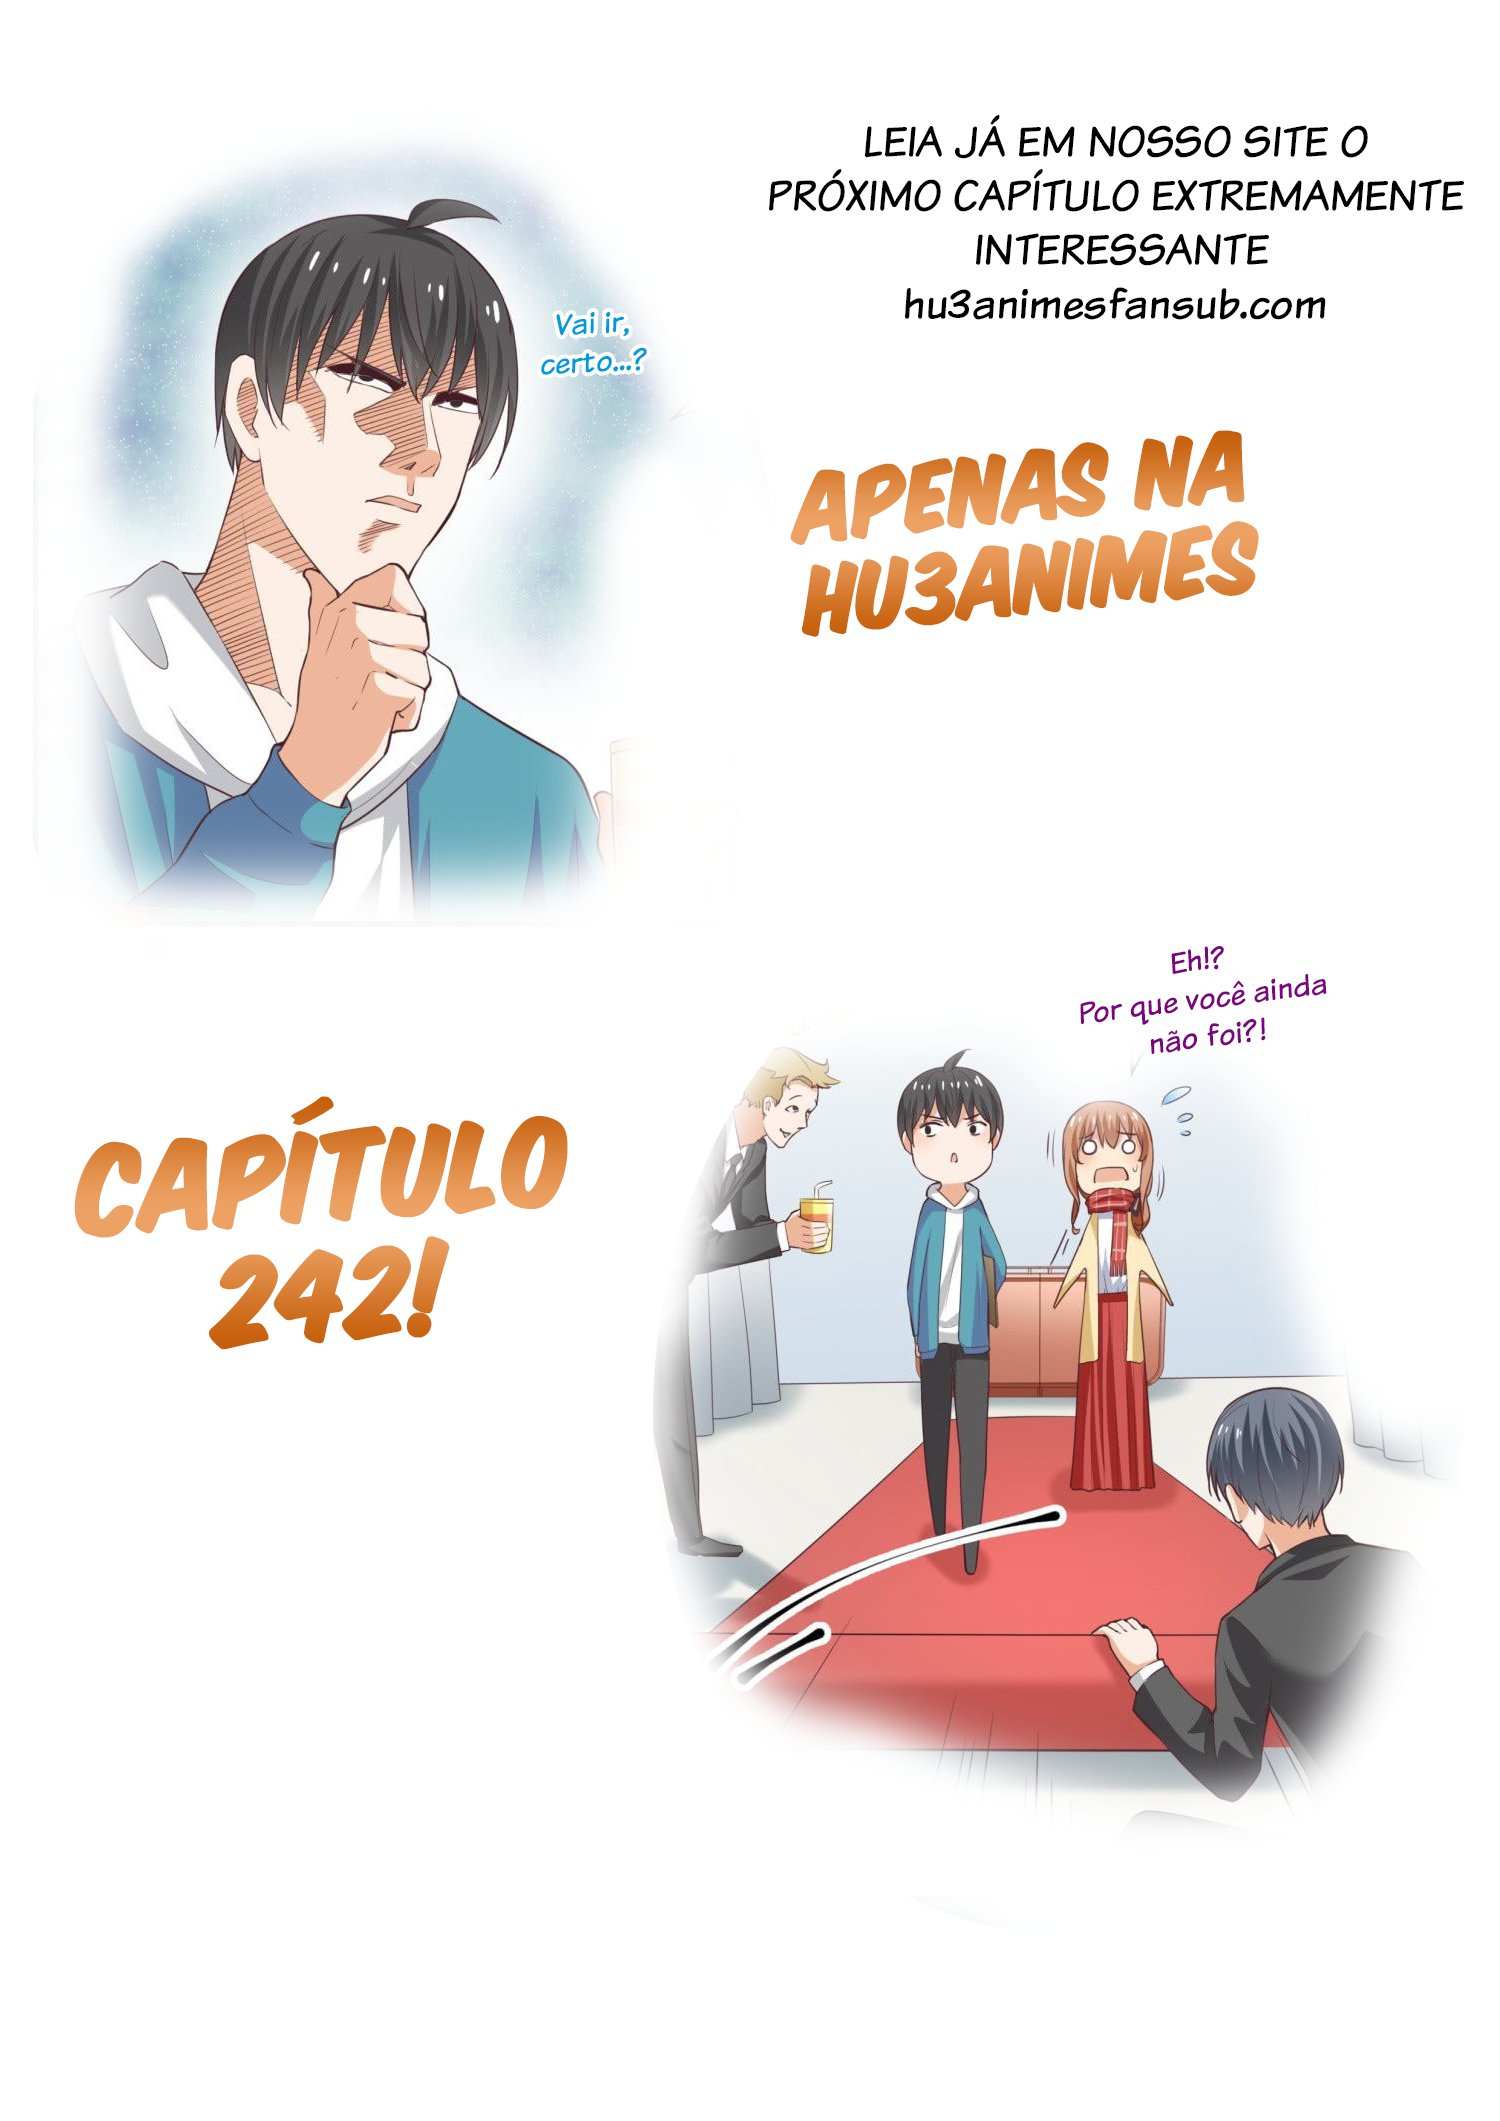 LEIA JÁ EM NOSSO SITE O
PRÓXIMO CAPÍTULO EXTREMAMENTE
INTERESSANTE
hu3animesfansub.com
Vai ir,
certo...?
APENAS NA
HU3ANIMES
Eh!?
Por que você ainda
não foi?!
CAPÍTULO
242!